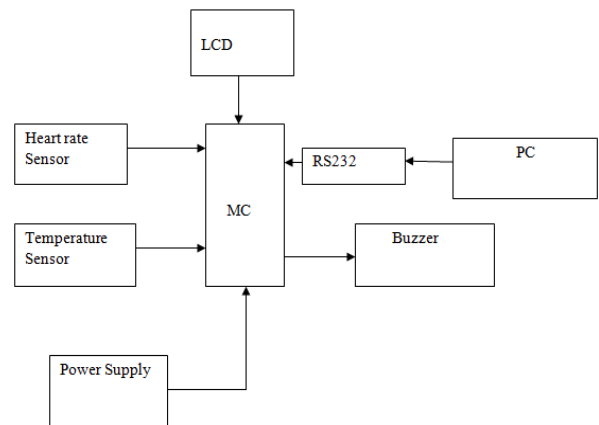 LCD
Heart rate
Sensor
RS232
PC
MC
Temperature
Sensor
Buzzer
Power Supply